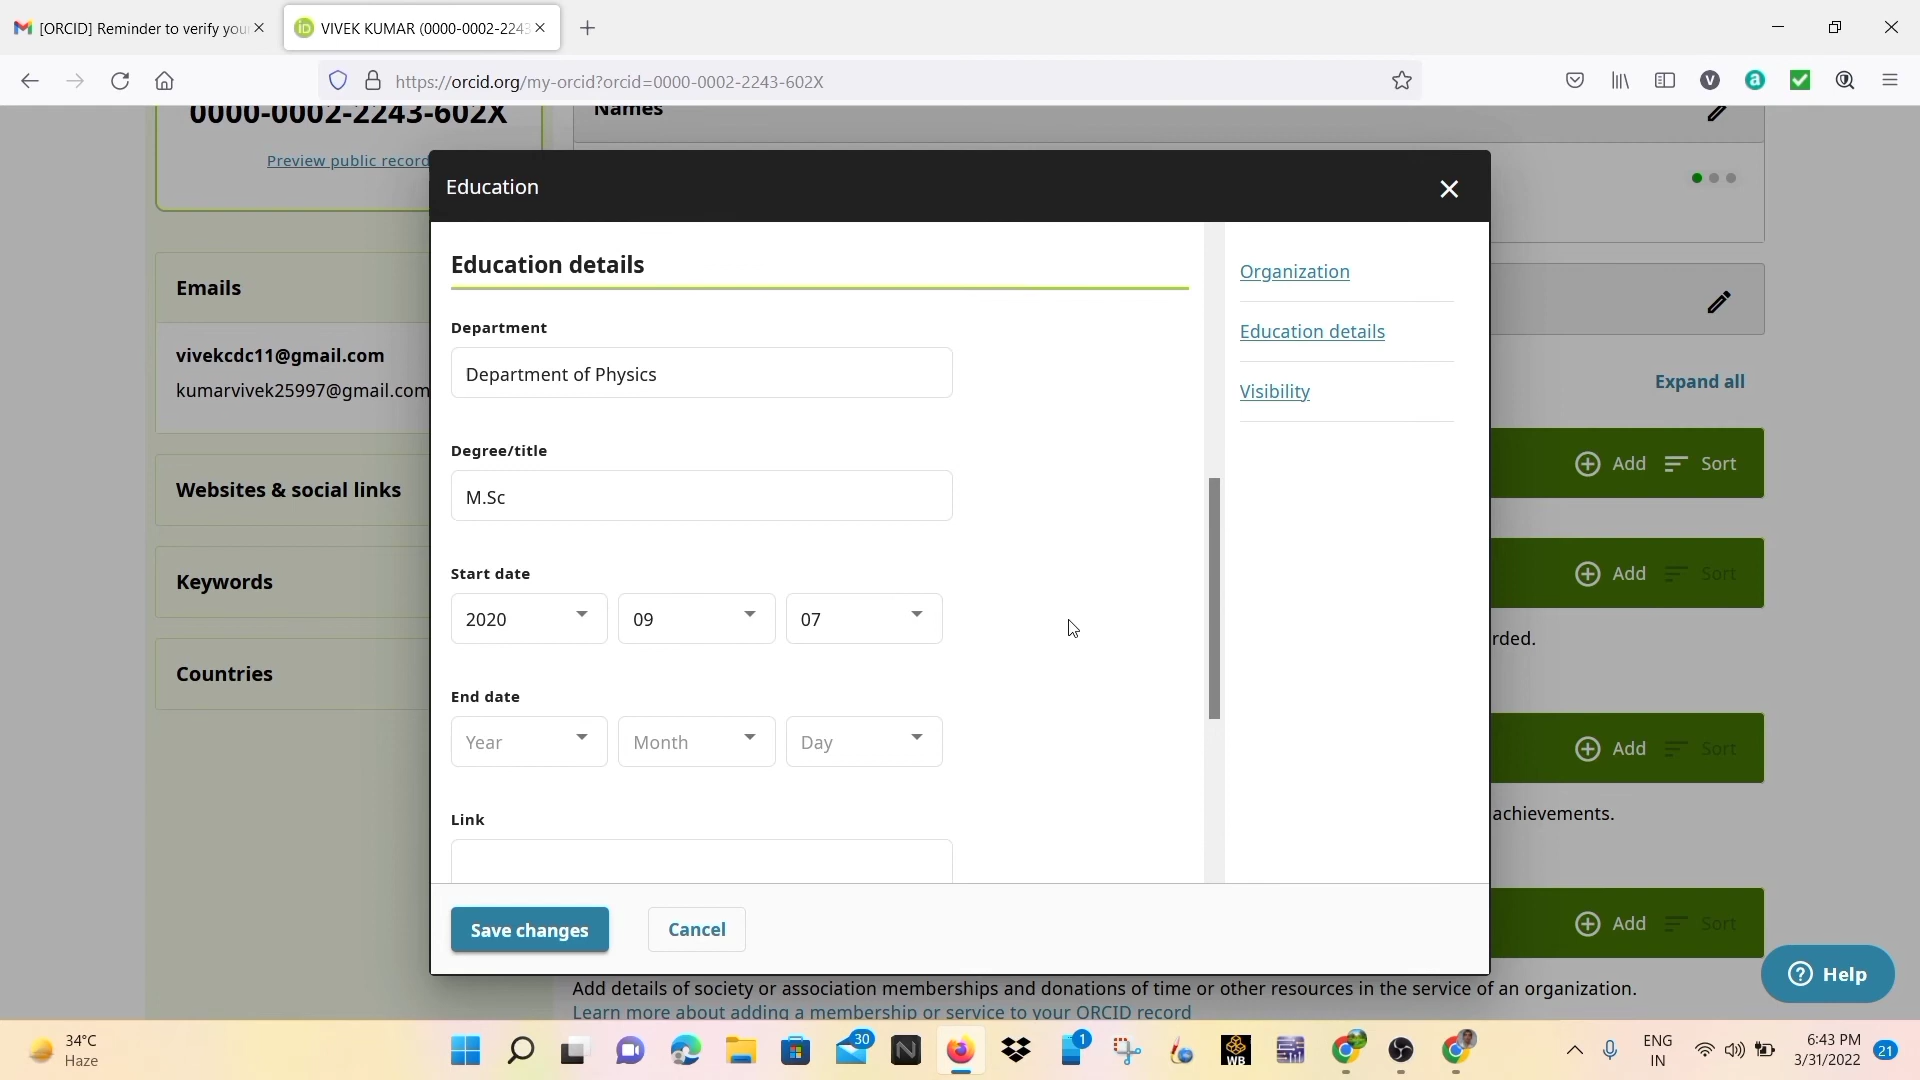 [ORCID] Reminder to verify you
VIVEK KUMAR (0000-0002-2243
https://orcid.org/my-orcid?orcid=0000-0002-2243-602X
0000-0002-2243-602X
Names
Preview public record
Education
Emails
vivekcdc11@gmail.com
kumarvivek25997@gmail.com
Websites & social links
Keywords
Countries
Education details
Department
Department of Physics
Degree/title
M.Sc
Start date
2020 09 07
End date
Year Month Day
Link
Save changes Cancel
Organization
Education details
Visibility
Expand all
Add Sort
Add Sort
rded.
Add Sort
achievements.
Add Sort
Help
Add details of society or association memberships and donations of time or other resources in the service of an organization.
Learn more about adding a membership or service to your ORCID record
34°C
Haze
30
1
WB
ENG
IN
6:43 PM
3/31/2022
21